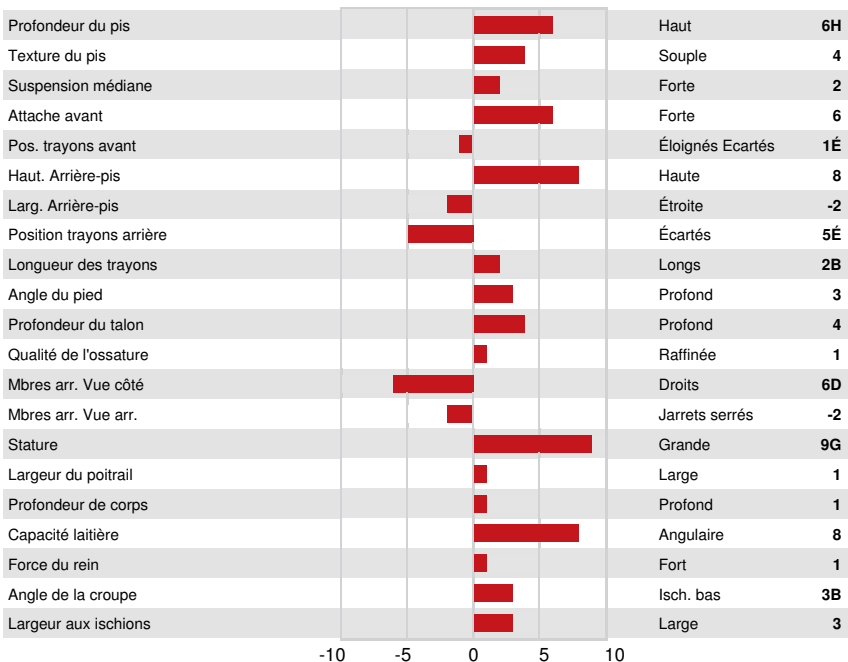 Profondeur du pis Haut 6H
Texture du pis Souple 4
Suspension médiane Forte 2
Attache avant Forte 6
Pos. trayons avant Éloignés Ecartés 1É
Haut. Arrière-pis Haute 8
Larg. Arrière-pis Étroite -2
Position trayons arrière Écartés 5É
Longueur des trayons Longs 2B
Angle du pied Profond 3
Profondeur du talon Profond 4
Qualité de l'ossature Raffinée 1
Mbres arr. Vue côté Droits 6D
Mbres arr. Vue arr. Jarrets serrés -2
Stature Grande 9G
Largeur du poitrail Large 1
Profondeur de corps Profond 1
Capacité laitière Angulaire 8
Force du rein Fort 1
Angle de la croupe Isch. bas 3B
Largeur aux ischions Large 3
-10 -5 0 5 10